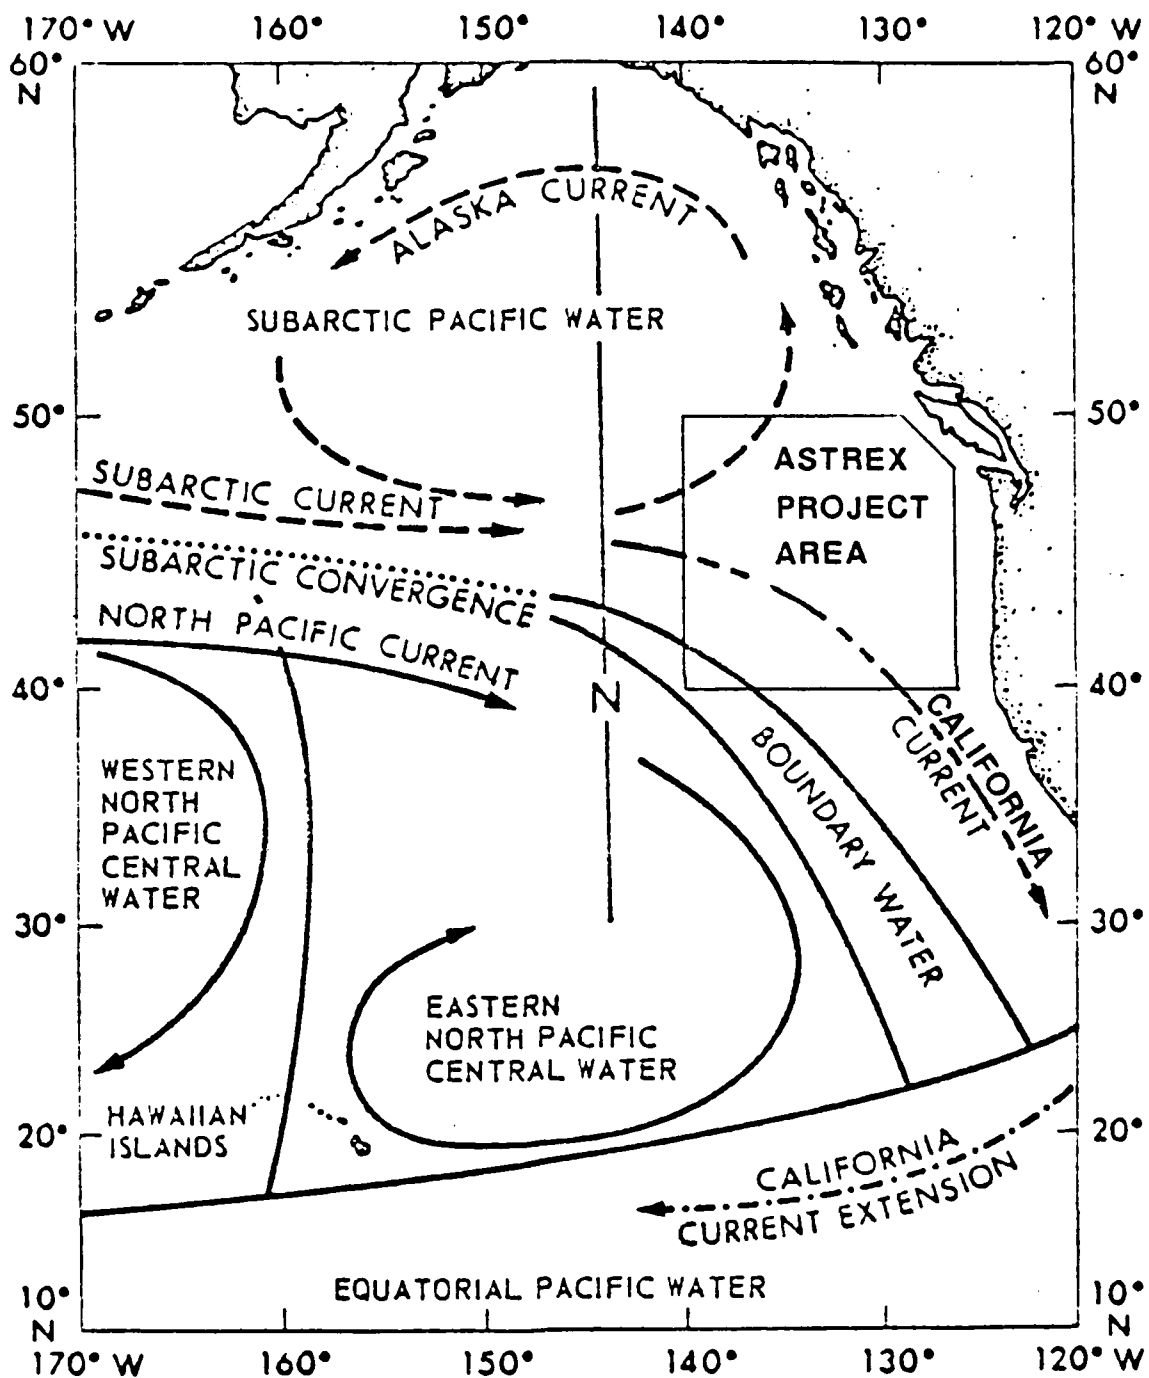 170° W 160° 150° 140° 130° 120° W
60°
N
60°
N
ALASKA CURRENT
SUBARCTIC PACIFIC WATER
50°
50°
ASTREX
PROJECT
AREA
SUBARCTIC CURRENT
SUBARCTIC CONVERGENCE
NORTH PACIFIC CURRENT
40°
N
40°
CALIFORNIA
CURRENT
BOUNDARY WATER
WESTERN
NORTH
PACIFIC
CENTRAL
WATER
30°
30°
EASTERN
NORTH PACIFIC
CENTRAL WATER
HAWAIIAN
ISLANDS
20°
20°
CALIFORNIA
CURRENT EXTENSION
EQUATORIAL PACIFIC WATER
10°
N
10°
N
170° W 160° 150° 140° 130° 120° W